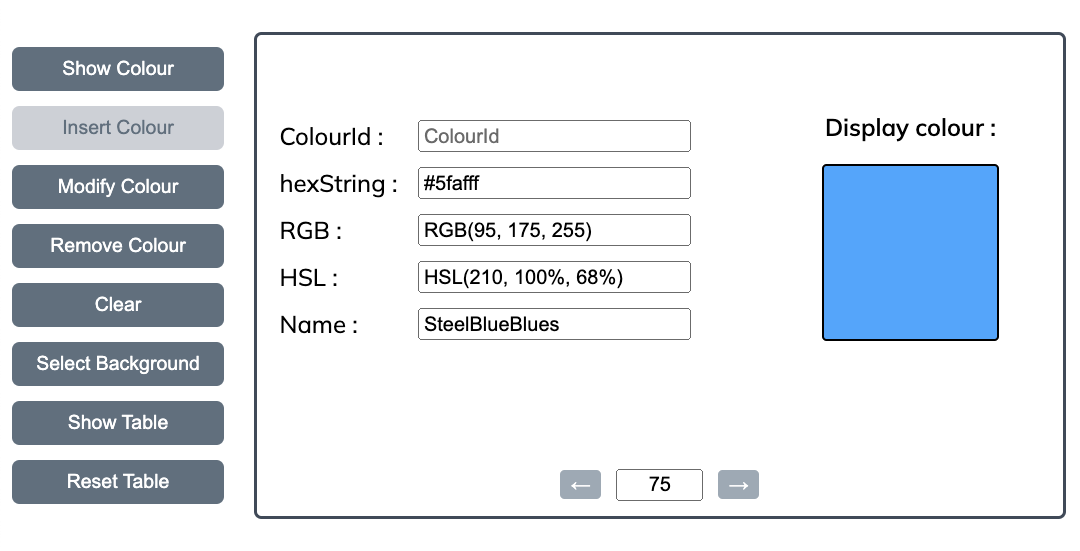 Show Colour
Insert Colour
Modify Colour
Remove Colour
Clear
Select Background
Show Table
Reset Table
ColourId : ColourId
hexString : #5fafff
RGB : RGB(95, 175, 255)
HSL : HSL(210, 100%, 68%)
Name : SteelBlueBlues
Display colour :
← 75 →